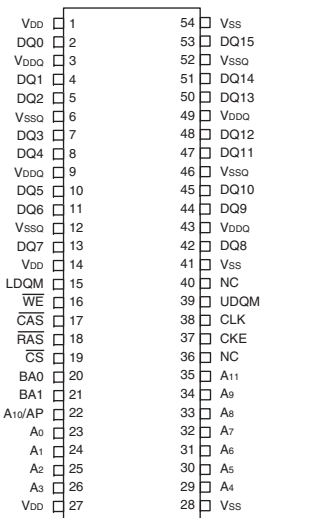 VDD 1 54 VSS
DQ0 2 53 DQ15
VDDQ 3 52 VSSQ
DQ1 4 51 DQ14
DQ2 5 50 DQ13
VSSQ 6 49 VDDQ
DQ3 7 48 DQ12
DQ4 8 47 DQ11
VDDQ 9 46 VSSQ
DQ5 10 45 DQ10
DQ6 11 44 DQ9
VSSQ 12 43 VDDQ
DQ7 13 42 DQ8
VDD 14 41 VSS
LDQM 15 40 NC
WE 16 39 UDQM
CAS 17 38 CLK
RAS 18 37 CKE
CS 19 36 NC
BA0 20 35 A11
BA1 21 34 A9
A10/AP 22 33 A8
A0 23 32 A7
A1 24 31 A6
A2 25 30 A5
A3 26 29 A4
VDD 27 28 VSS